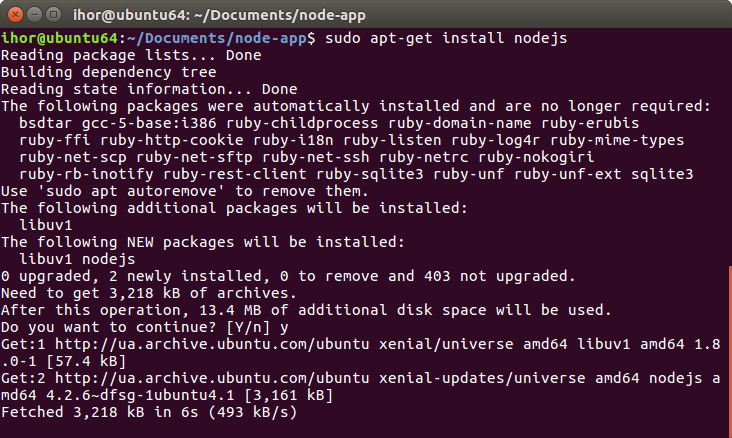 ihor@ubuntu64: ~/Documents/node-app
ihor@ubuntu64:~/Documents/node-app$ sudo apt-get install nodejs
Reading package lists... Done
Building dependency tree
Reading state information... Done
The following packages were automatically installed and are no longer required:
  bsdtar gcc-5-base:i386 ruby-childprocess ruby-domain-name ruby-erubis
  ruby-ffi ruby-http-cookie ruby-i18n ruby-listen ruby-log4r ruby-mime-types
  ruby-net-scp ruby-net-sftp ruby-net-ssh ruby-netrc ruby-nokogiri
  ruby-rb-inotify ruby-rest-client ruby-sqlite3 ruby-unf ruby-unf-ext sqlite3
Use 'sudo apt autoremove' to remove them.
The following additional packages will be installed:
  libuv1
The following NEW packages will be installed:
  libuv1 nodejs
0 upgraded, 2 newly installed, 0 to remove and 403 not upgraded.
Need to get 3,218 kB of archives.
After this operation, 13.4 MB of additional disk space will be used.
Do you want to continue? [Y/n] y
Get:1 http://ua.archive.ubuntu.com/ubuntu xenial/universe amd64 libuv1 amd64 1.8
.0-1 [57.4 kB]
Get:2 http://ua.archive.ubuntu.com/ubuntu xenial-updates/universe amd64 nodejs a
md64 4.2.6~dfsg-1ubuntu4.1 [3,161 kB]
Fetched 3,218 kB in 6s (493 kB/s)